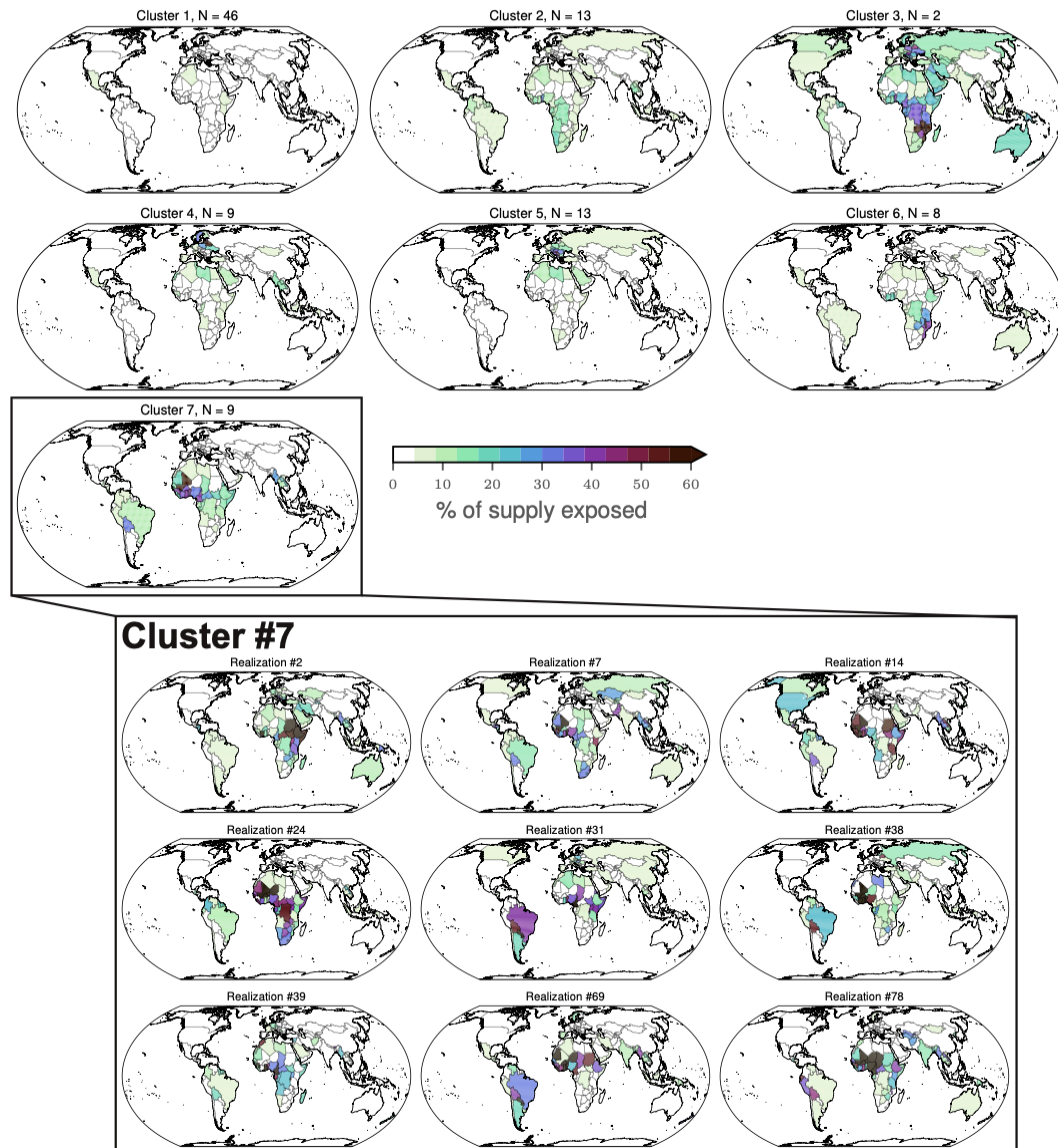 Cluster 1, N = 46
Cluster 2, N = 13
Cluster 3, N = 2
Cluster 4, N = 9
Cluster 5, N = 13
Cluster 6, N = 8
Cluster 7, N = 9
0 10 20 30 40 50 60
% of supply exposed
Cluster #7
Realization #2
Realization #7
Realization #14
Realization #24
Realization #31
Realization #38
Realization #39
Realization #69
Realization #78